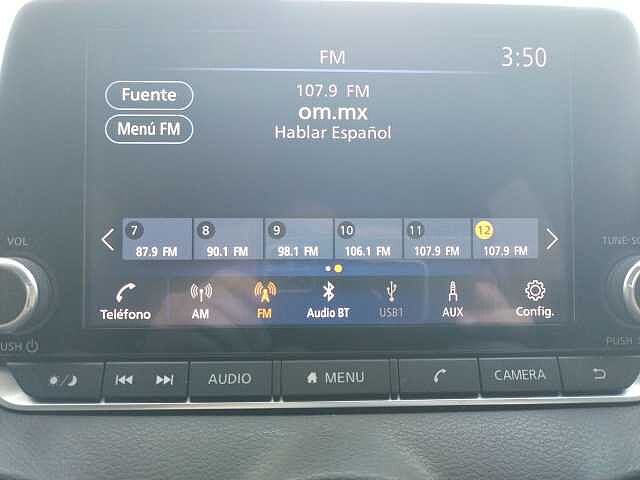 FM
3:50
Fuente
107.9 FM
om.mx
Menú FM
Hablar Español
7
8
9
10
11
12
87.9 FM
90.1 FM
98.1 FM
106.1 FM
107.9 FM
107.9 FM
VOL
TUNE-SC
Teléfono
AM
FM
Audio BT
USB1
AUX
Config.
PUSH
PUSH
AUDIO
MENU
CAMERA